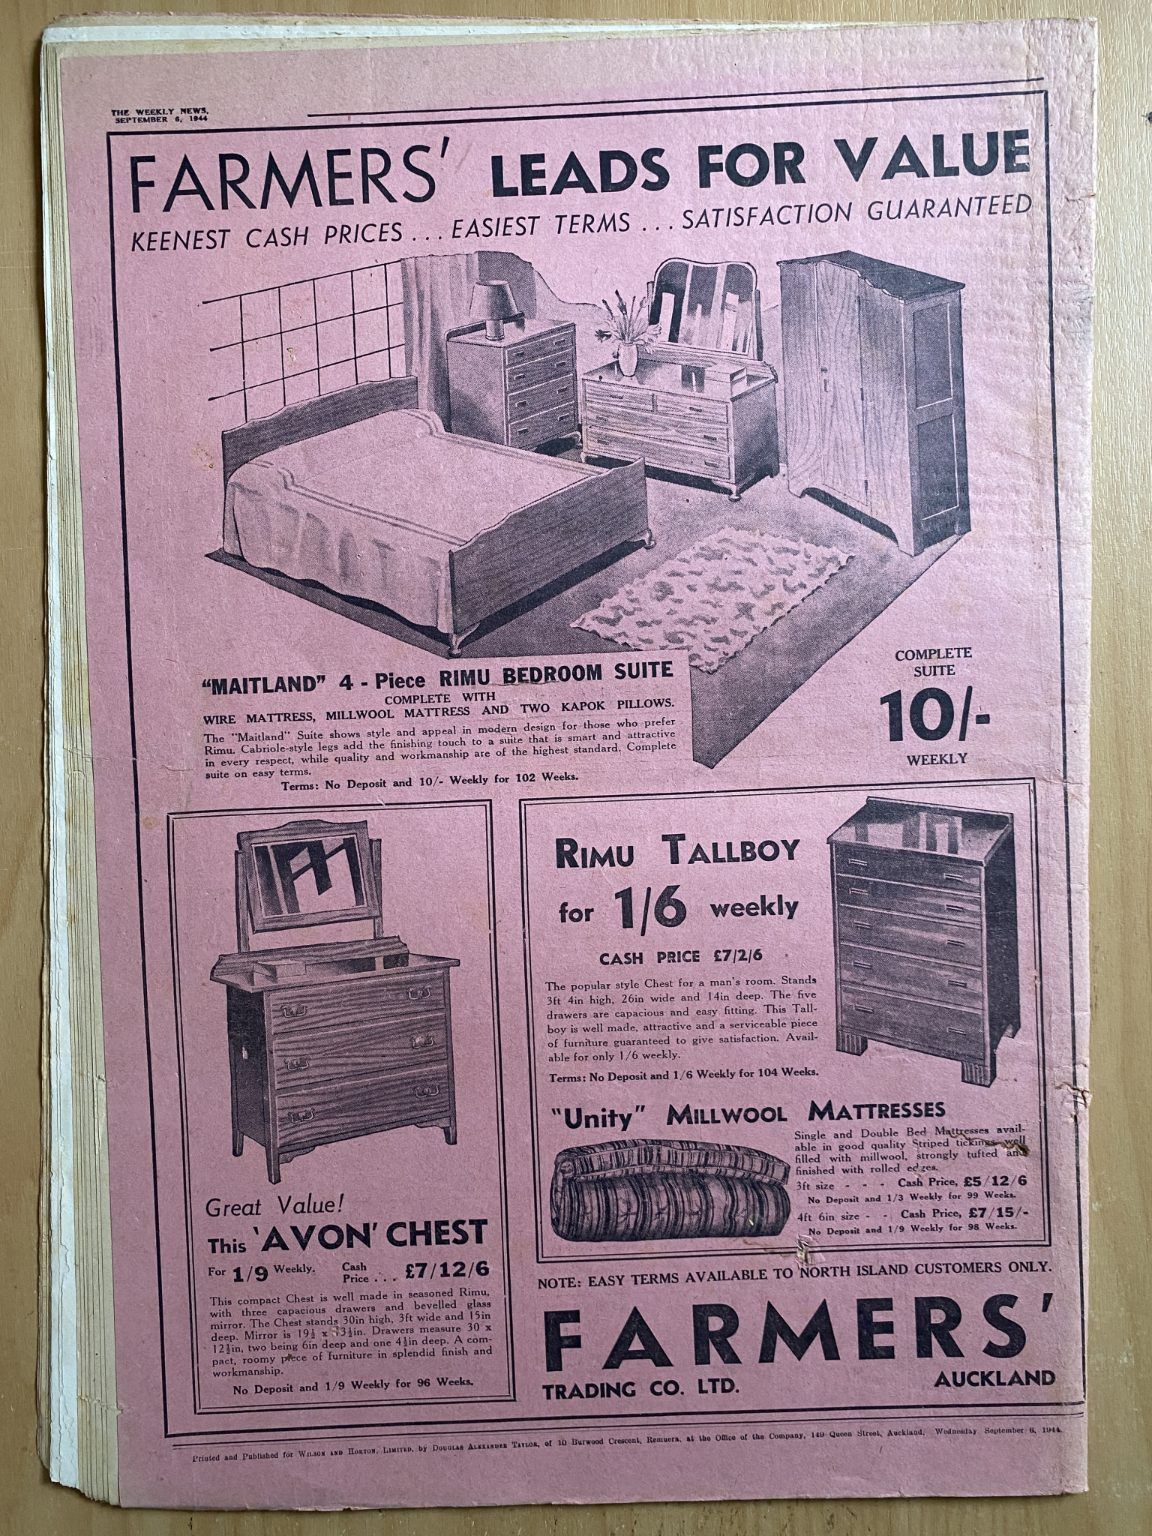 THE WEEKLY NEWS,
SEPTEMBER 6, 1944
FARMERS' LEADS FOR VALUE
KEENEST CASH PRICES ... EASIEST TERMS ... SATISFACTION GUARANTEED
"MAITLAND" 4 - Piece RIMU BEDROOM SUITE
COMPLETE WITH
WIRE MATTRESS, MILLWOOL MATTRESS AND TWO KAPOK PILLOWS.
The "Maitland" Suite shows style and appeal in modern design for those who prefer
Rimu. Cabriole-style legs add the finishing touch to a suite that is smart and attractive
in every respect, while quality and workmanship are of the highest standard. Complete
suite on easy terms.
Terms: No Deposit and 10/- Weekly for 102 Weeks.
COMPLETE
SUITE
10/-
WEEKLY
Great Value!
This 'AVON' CHEST
For 1/9 Weekly. Cash Price . . . £7/12/6
This compact Chest is well made in seasoned Rimu,
with three capacious drawers and bevelled glass
mirror. The Chest stands 30in high, 3ft wide and 15in
deep. Mirror is 19½ x 13½in. Drawers measure 30 x
12½in, two being 6in deep and one 4½in deep. A com-
pact, roomy piece of furniture in splendid finish and
workmanship.
No Deposit and 1/9 Weekly for 96 Weeks.
RIMU TALLBOY
for 1/6 weekly
CASH PRICE £7/2/6
The popular style Chest for a man's room. Stands
3ft 4in high, 26in wide and 14in deep. The five
drawers are capacious and easy fitting. This Tall-
boy is well made, attractive and a serviceable piece
of furniture guaranteed to give satisfaction. Avail-
able for only 1/6 weekly.
Terms: No Deposit and 1/6 Weekly for 104 Weeks.
"Unity" MILLWOOL MATTRESSES
Single and Double Bed Mattresses avail-
able in good quality Striped tickings, well
filled with millwool, strongly tufted and
finished with rolled edges.
3ft size - - - Cash Price, £5/12/6
No Deposit and 1/3 Weekly for 99 Weeks.
4ft 6in size - - Cash Price, £7/15/-
No Deposit and 1/9 Weekly for 98 Weeks.
NOTE: EASY TERMS AVAILABLE TO NORTH ISLAND CUSTOMERS ONLY.
FARMERS'
TRADING CO. LTD. AUCKLAND
Printed and Published for WILSON AND HORTON, LIMITED, by DOUGLAS ALEXANDER TAYLOR, of 10 Burwood Crescent, Remuera, at the Office of the Company, 149 Queen Street, Auckland, Wednesday September 6, 1944.